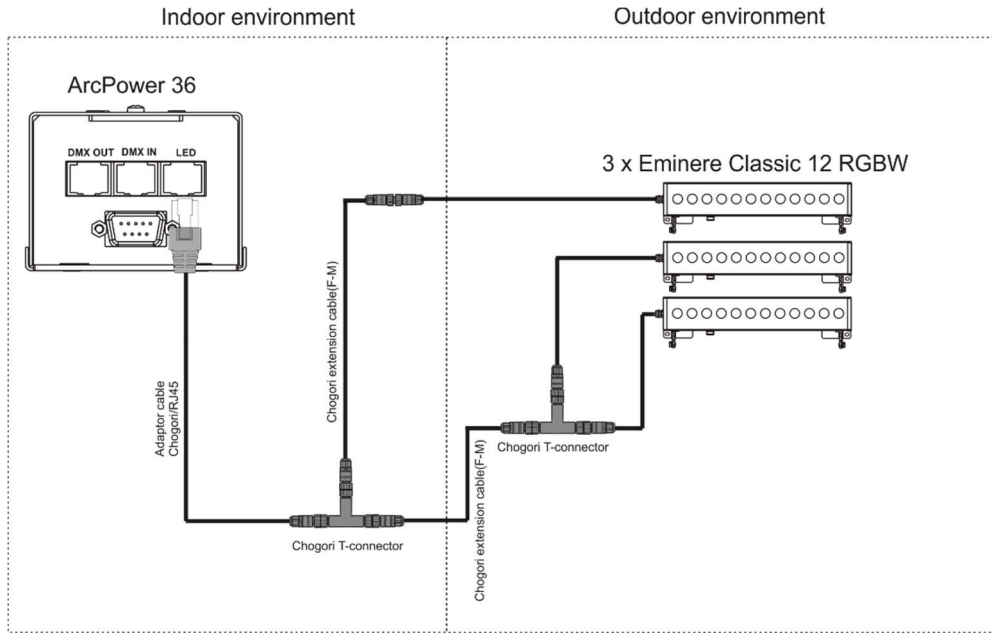 Indoor environment
Outdoor environment
ArcPower 36
DMX OUT DMX IN LED
3 x Eminere Classic 12 RGBW
Chogori extension cable(F-M)
Adaptor cable
Chogori/RJ45
Chogori T-connector
Chogori extension cable(F-M)
Chogori T-connector